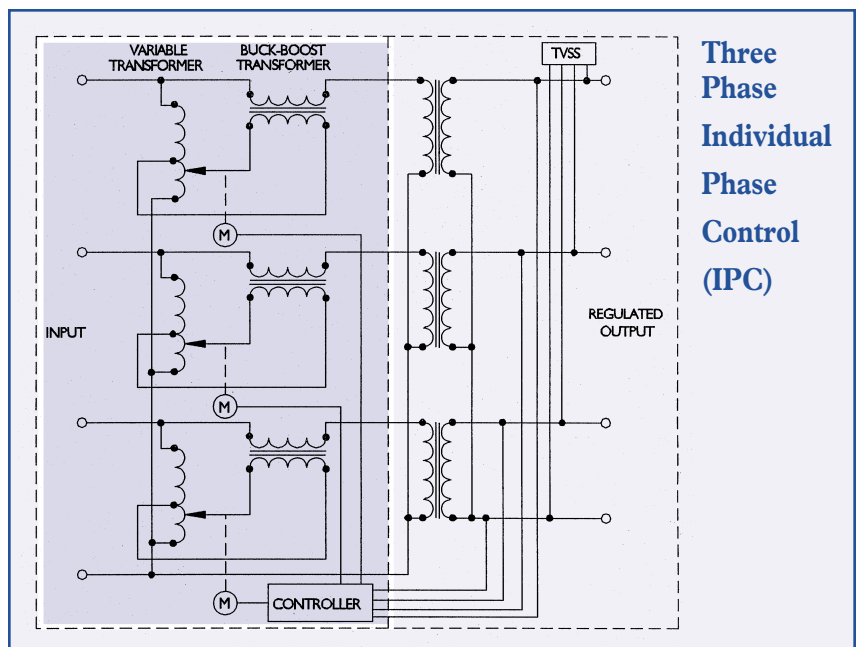 VARIABLE
TRANSFORMER
BUCK-BOOST
TRANSFORMER
TVSS
M
INPUT
REGULATED
OUTPUT
M
M
CONTROLLER
Three
Phase
Individual
Phase
Control
(IPC)